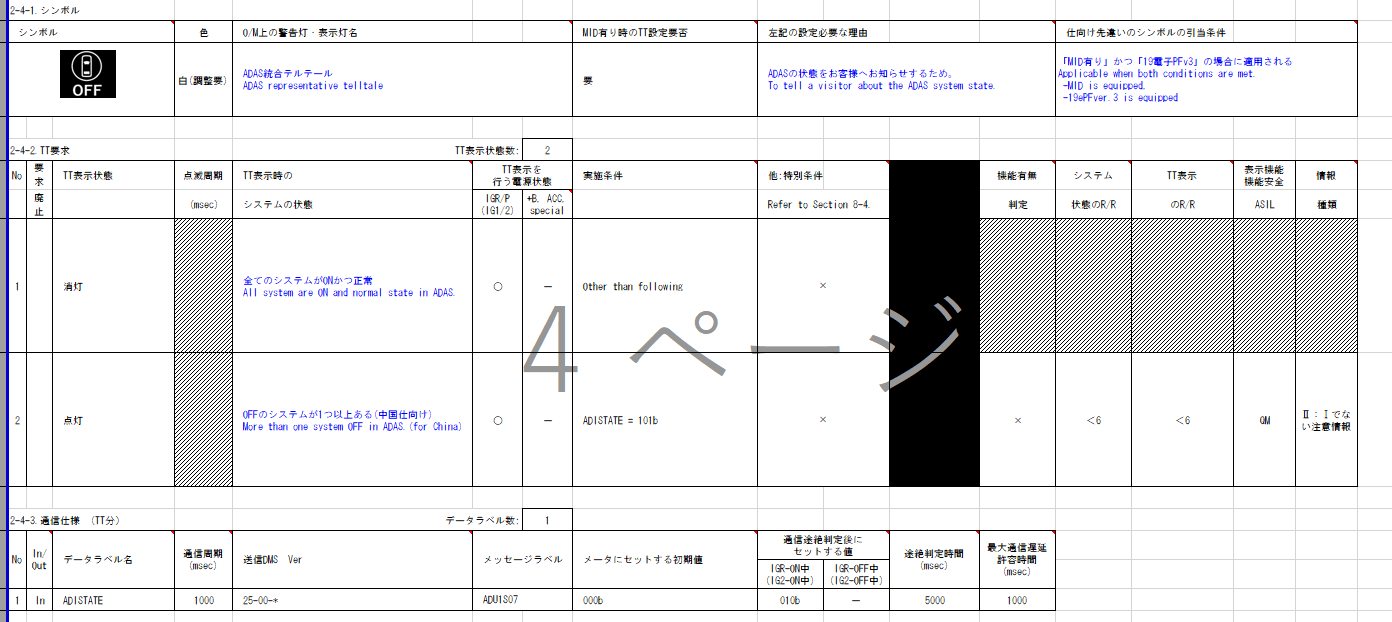 2-4-1.シンボル
シンボル 色 O/M上の警告灯・表示灯名 MID有り時のTT設定要否 左記の設定必要な理由 仕向け先違いのシンボルの引当条件
OFF
白(調整要)
ADAS統合テルテール
ADAS representative telltale
要
ADASの状態をお客様へお知らせするため。
To tell a visitor about the ADAS system state.
「MID有り」かつ「19電子PFv3」の場合に適用される
Applicable when both conditions are met.
-MID is equipped,
-19ePFver.3 is equipped
2-4-2.TT要求 TT表示状態数: 2
No
要求
廃止
TT表示状態
点滅周期
(msec)
TT表示時の
システムの状態
TT表示を
行う電源状態
IGR/P
(IG1/2)
+B, ACC,
special
実施条件
他:特別条件
Refer to Section 8-4.
機能有無
判定
システム
状態のR/R
TT表示
のR/R
表示機能
機能安全
ASIL
情報
種類
1
消灯
全てのシステムがONかつ正常
All system are ON and normal state in ADAS.
○ — Other than following ×
4 ページ
2
点灯
OFFのシステムが1つ以上ある(中国仕向け)
More than one system OFF in ADAS.(for China)
○ — ADISTATE = 101b × × <6 <6 QM
Ⅱ:Ⅰでな
い注意情報
2-4-3.通信仕様 (TT分) データラベル数: 1
No
In/
Out
データラベル名
通信周期
(msec)
送信DMS Ver
メッセージラベル
メータにセットする初期値
通信途絶判定後に
セットする値
IGR-ON中
(IG2-ON中)
IGR-OFF中
(IG2-OFF中)
途絶判定時間
(msec)
最大通信遅延
許容時間
(msec)
1 In ADISTATE 1000 25-00-* ADU1S07 000b 010b — 5000 1000